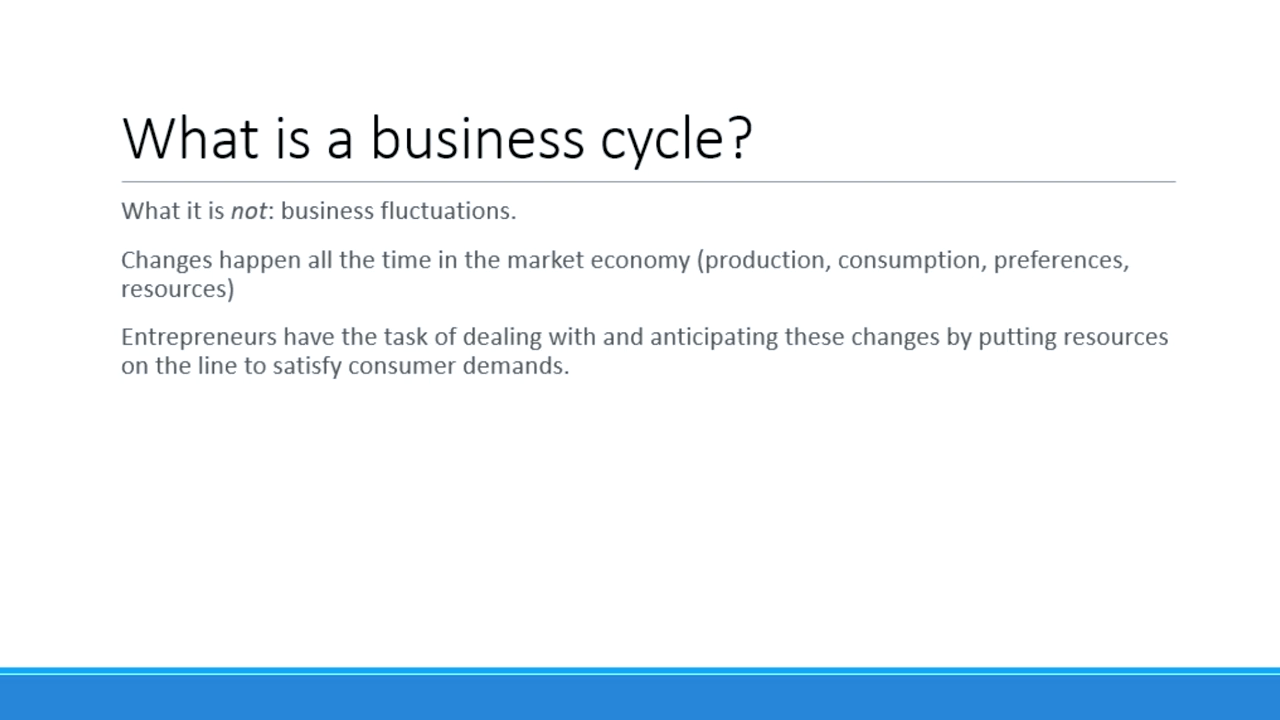 What is a business cycle?
What it is not: business fluctuations.
Changes happen all the time in the market economy (production, consumption, preferences,
resources)
Entrepreneurs have the task of dealing with and anticipating these changes by putting resources
on the line to satisfy consumer demands.